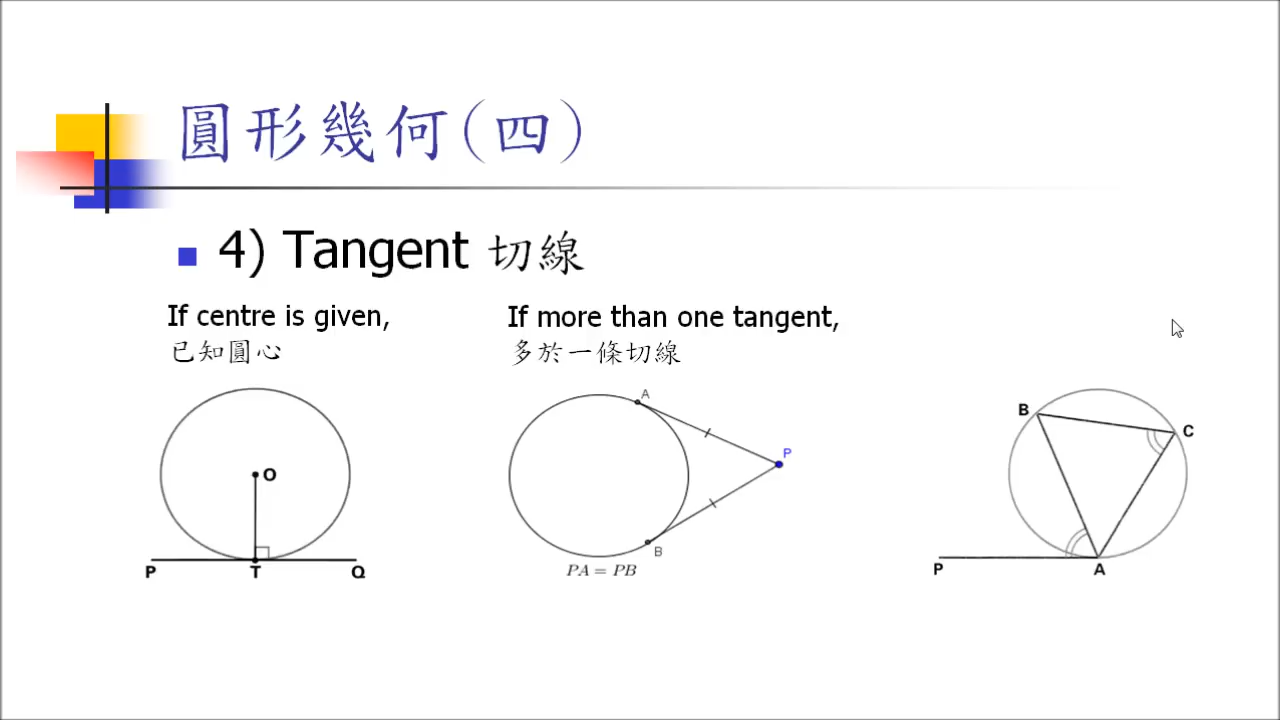 圓形幾何(四)
4) Tangent 切線
If centre is given,
已知圓心
If more than one tangent,
多於一條切線
O
P T Q
A
P
B
PA = PB
B
C
P A